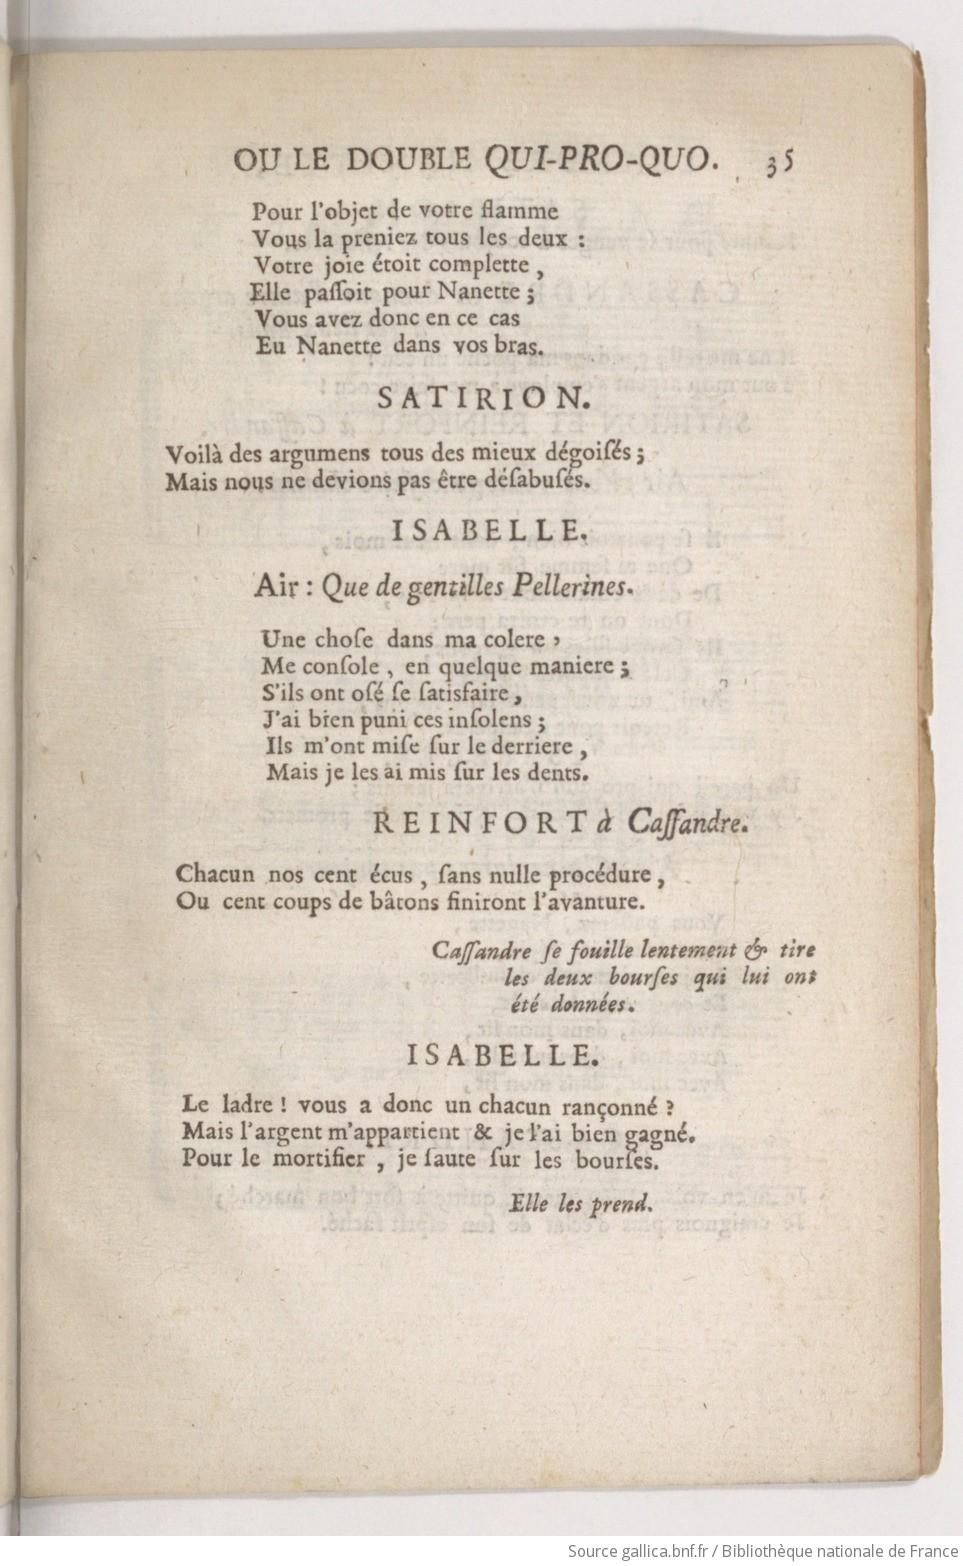 OU LE DOUBLE QUI-PRO-QUO. 35
Pour l'objet de votre flamme
Vous la preniez tous les deux :
Votre joie étoit complette ,
Elle paſſoit pour Nanette ;
Vous avez donc en ce cas
Eu Nanette dans vos bras.
SATIRION.
Voilà des argumens tous des mieux dégoiſés ;
Mais nous ne devions pas être déſabuſés.
ISABELLE.
Air : Que de gentilles Pellerines.
Une choſe dans ma colere ,
Me conſole , en quelque maniere ;
S'ils ont oſé ſe ſatisfaire ,
J'ai bien puni ces inſolens ;
Ils m'ont miſe ſur le derriere ,
Mais je les ai mis ſur les dents.
REINFORT à Caſſandre.
Chacun nos cent écus , ſans nulle procédure ,
Ou cent coups de bâtons finiront l'avanture.
Caſſandre ſe fouille lentement & tire
les deux bourſes qui lui ont
été données.
ISABELLE.
Le ladre ! vous a donc un chacun rançonné ?
Mais l'argent m'appartient & je l'ai bien gagné.
Pour le mortifier , je ſaute ſur les bourſes.
Elle les prend.
Source gallica.bnf.fr / Bibliothèque nationale de France